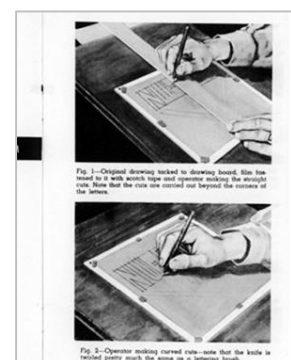 Fig. 1—Original drawing tacked to drawing board, film fas-
tened to it with scotch tape and operator making the straight
cuts. Note that the cuts are carried out beyond the corners of
the letters.
Fig. 2—Operator making curved cuts—note that the knife is
twirled pretty much the same as a lettering brush.